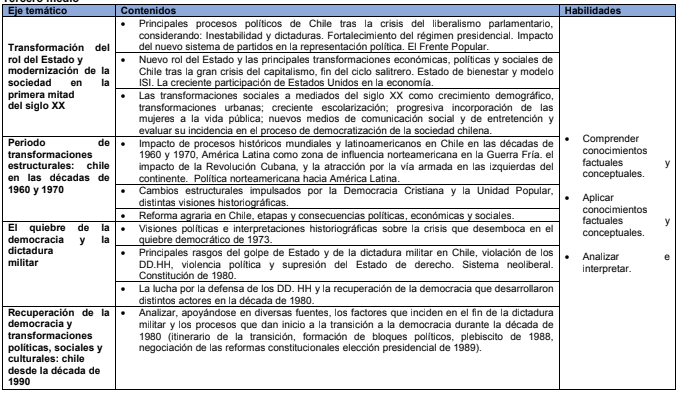 Tercero medio
Eje temático
Contenidos
Habilidades
Transformación del
rol del Estado y
modernización de la
sociedad en la
primera mitad
del siglo XX
• Principales procesos políticos de Chile tras la crisis del liberalismo parlamentario,
considerando: Inestabilidad y dictaduras. Fortalecimiento del régimen presidencial. Impacto
del nuevo sistema de partidos en la representación política. El Frente Popular.
• Nuevo rol del Estado y las principales transformaciones económicas, políticas y sociales de
Chile tras la gran crisis del capitalismo, fin del ciclo salitrero. Estado de bienestar y modelo
ISI. La creciente participación de Estados Unidos en la economía.
• Las transformaciones sociales a mediados del siglo XX como crecimiento demográfico,
transformaciones urbanas; creciente escolarización; progresiva incorporación de las
mujeres a la vida pública; nuevos medios de comunicación social y de entretención y
evaluar su incidencia en el proceso de democratización de la sociedad chilena.
Periodo de
transformaciones
estructurales: chile
en las décadas de
1960 y 1970
• Impacto de procesos históricos mundiales y latinoamericanos en Chile en las décadas de
1960 y 1970, América Latina como zona de influencia norteamericana en la Guerra Fría. el
impacto de la Revolución Cubana, y la atracción por la vía armada en las izquierdas del
continente. Política norteamericana hacia América Latina.
• Cambios estructurales impulsados por la Democracia Cristiana y la Unidad Popular,
distintas visiones historiográficas.
• Reforma agraria en Chile, etapas y consecuencias políticas, económicas y sociales.
El quiebre de la
democracia y la
dictadura
militar
• Visiones políticas e interpretaciones historiográficas sobre la crisis que desemboca en el
quiebre democrático de 1973.
• Principales rasgos del golpe de Estado y de la dictadura militar en Chile, violación de los
DD.HH, violencia política y supresión del Estado de derecho. Sistema neoliberal.
Constitución de 1980.
• La lucha por la defensa de los DD. HH y la recuperación de la democracia que desarrollaron
distintos actores en la década de 1980.
Recuperación de la
democracia y
transformaciones
políticas, sociales y
culturales: chile
desde la década de
1990
• Analizar, apoyándose en diversas fuentes, los factores que inciden en el fin de la dictadura
militar y los procesos que dan inicio a la transición a la democracia durante la década de
1980 (itinerario de la transición, formación de bloques políticos, plebiscito de 1988,
negociación de las reformas constitucionales elección presidencial de 1989).
• Comprender
conocimientos
factuales y
conceptuales.
• Aplicar
conocimientos
factuales y
conceptuales.
• Analizar e
interpretar.